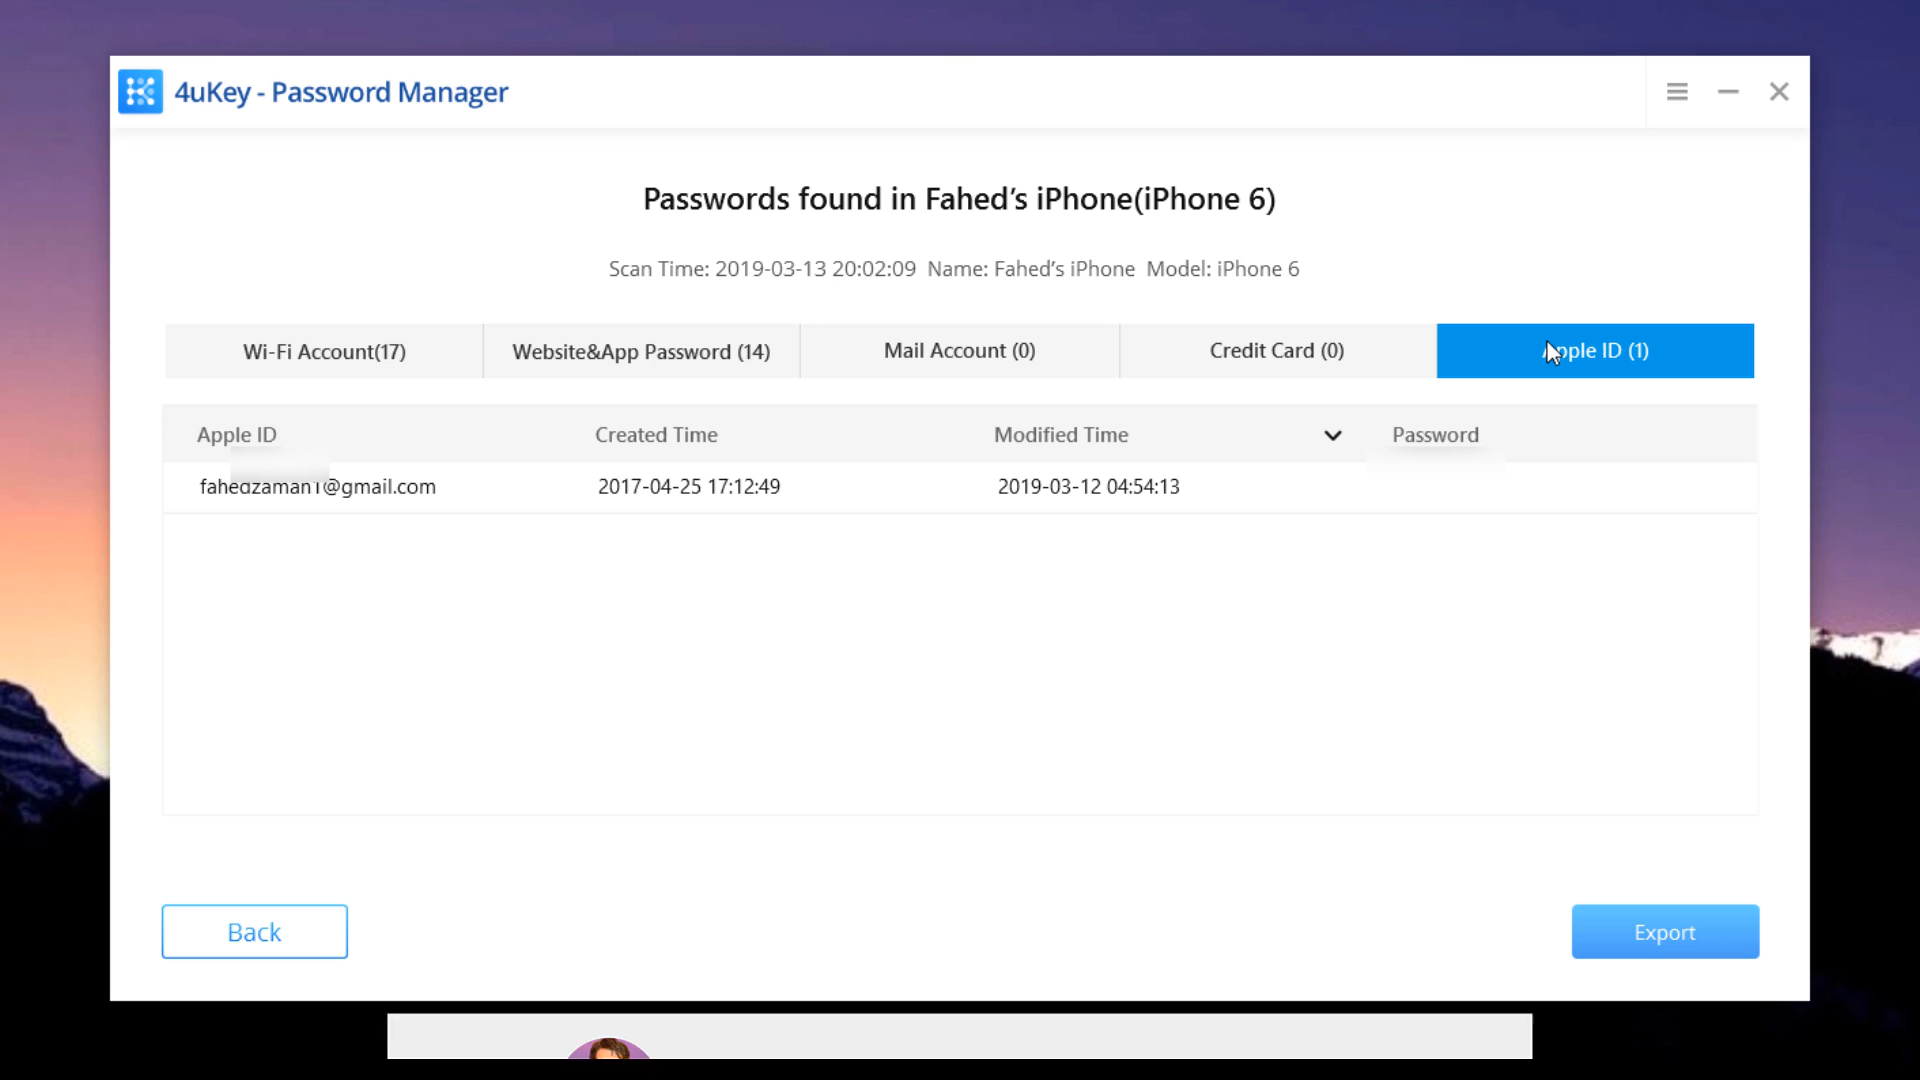 4uKey - Password Manager
Passwords found in Fahed’s iPhone(iPhone 6)
Scan Time: 2019-03-13 20:02:09 Name: Fahed’s iPhone Model: iPhone 6
Wi-Fi Account(17) Website&App Password (14) Mail Account (0) Credit Card (0) Apple ID (1)
Apple ID Created Time Modified Time Password
fahedzaman1@gmail.com 2017-04-25 17:12:49 2019-03-12 04:54:13
Back Export